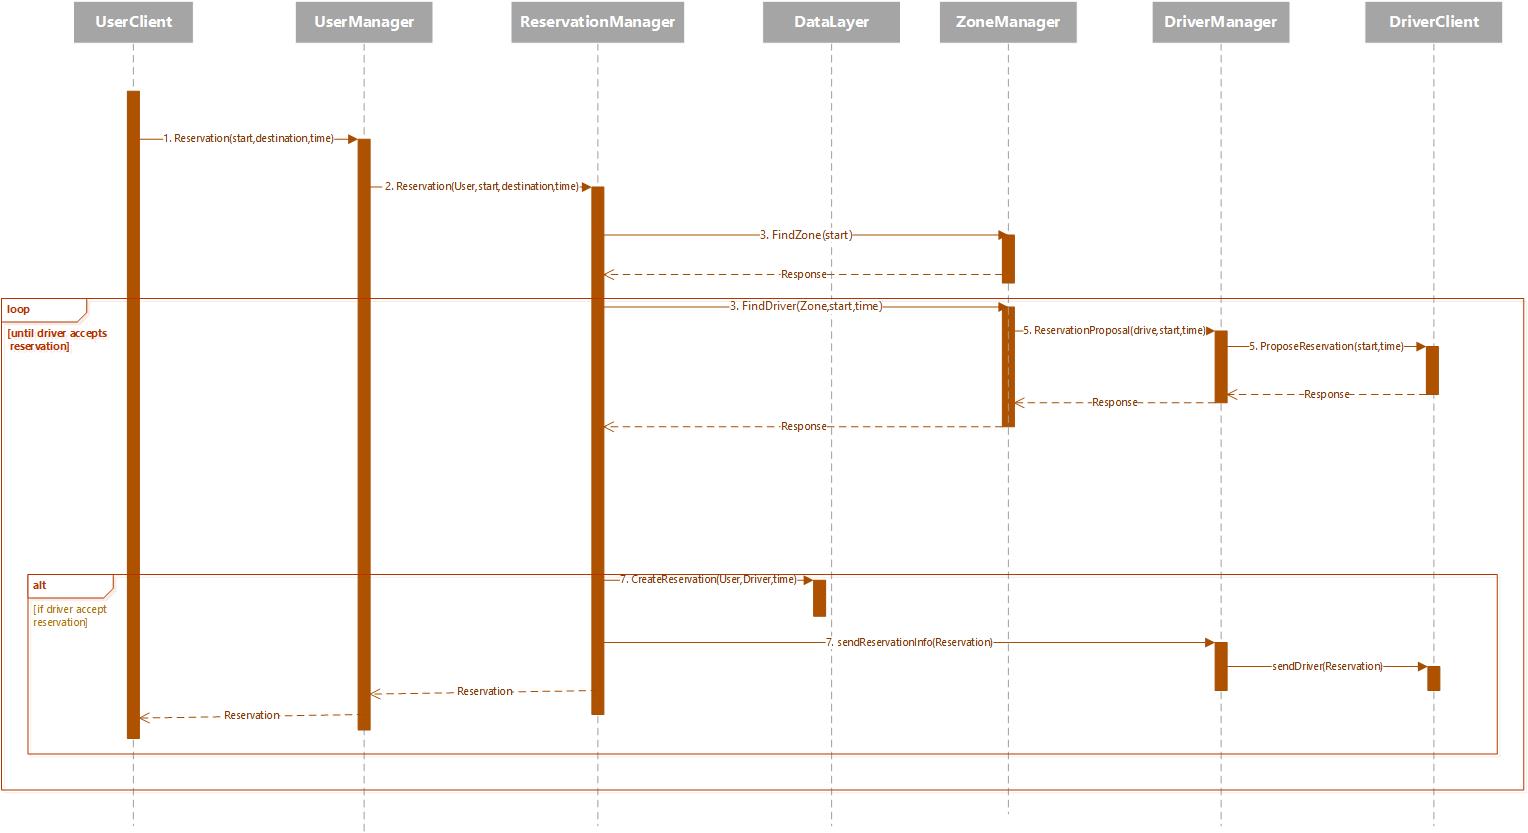 UserClient
UserManager
ReservationManager
DataLayer
ZoneManager
DriverManager
DriverClient
1. Reservation(start,destination,time)
2. Reservation(User,start,destination,time)
3. FindZone(start)
Response
loop
[until driver accepts
reservation]
3. FindDriver(Zone,start,time)
5. ReservationProposal(drive,start,time)
5. ProposeReservation(start,time)
Response
Response
Response
alt
[if driver accept
reservation]
7. CreateReservation(User,Driver,time)
7. sendReservationInfo(Reservation)
sendDriver(Reservation)
Reservation
Reservation